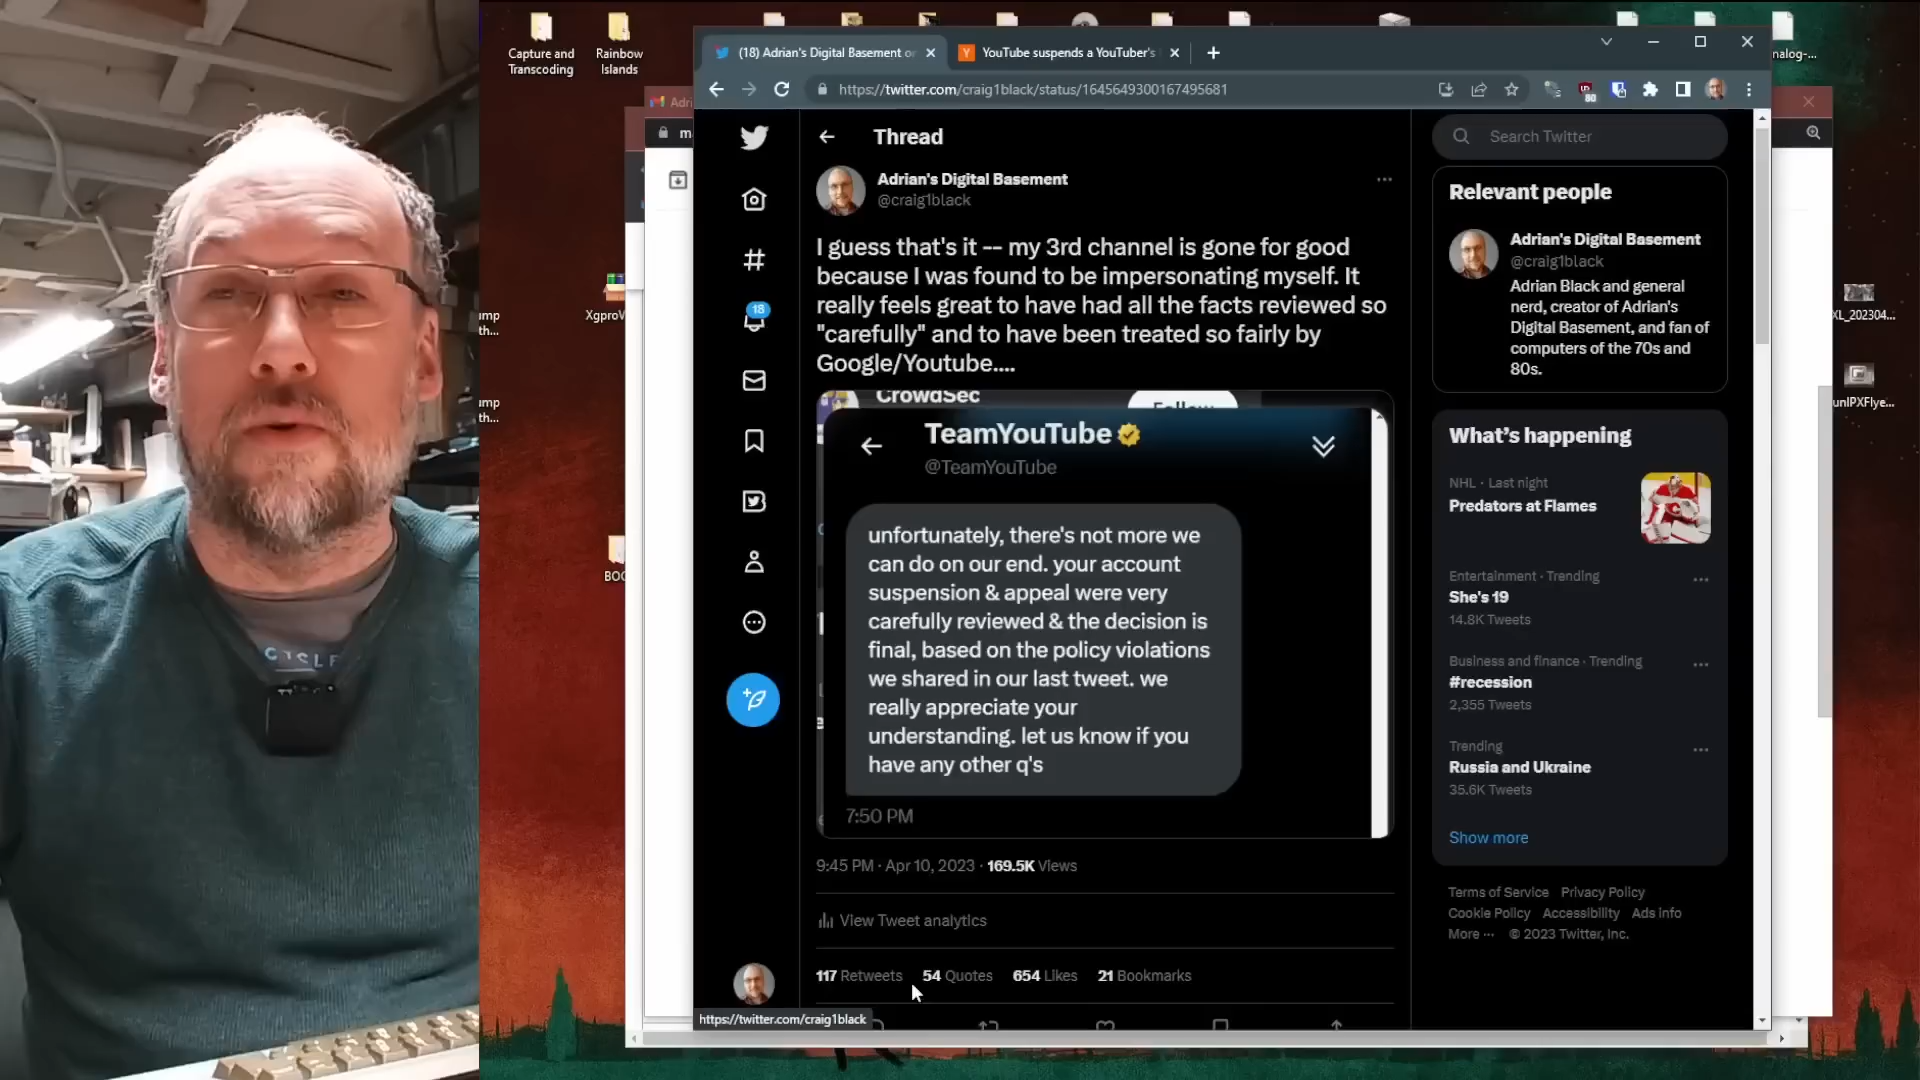 Capture and
Transcoding
Rainbow
Islands
(18) Adrian's Digital Basement o
YouTube suspends a YouTuber's
nalog-...
https://twitter.com/craig1black/status/1645649300167495681
80
Adri
m
Thread
Search Twitter
Adrian's Digital Basement
@craig1black
I guess that's it -- my 3rd channel is gone for good
because I was found to be impersonating myself. It
really feels great to have had all the facts reviewed so
"carefully" and to have been treated so fairly by
Google/Youtube....
CrowdSec
Follow
TeamYouTube
@TeamYouTube
unfortunately, there's not more we
can do on our end. your account
suspension & appeal were very
carefully reviewed & the decision is
final, based on the policy violations
we shared in our last tweet. we
really appreciate your
understanding. let us know if you
have any other q's
7:50 PM
9:45 PM · Apr 10, 2023 · 169.5K Views
View Tweet analytics
117 Retweets 54 Quotes 654 Likes 21 Bookmarks
https://twitter.com/craig1black
18
Relevant people
Adrian's Digital Basement
@craig1black
Adrian Black and general
nerd, creator of Adrian's
Digital Basement, and fan of
computers of the 70s and
80s.
What's happening
NHL · Last night
Predators at Flames
Entertainment · Trending
She's 19
14.8K Tweets
Business and finance · Trending
#recession
2,355 Tweets
Trending
Russia and Ukraine
35.6K Tweets
Show more
Terms of Service Privacy Policy
Cookie Policy Accessibility Ads info
More ··· © 2023 Twitter, Inc.
ump
th...
XgproV
ump
th...
BOO
XL_202304...
unIPXFlye...